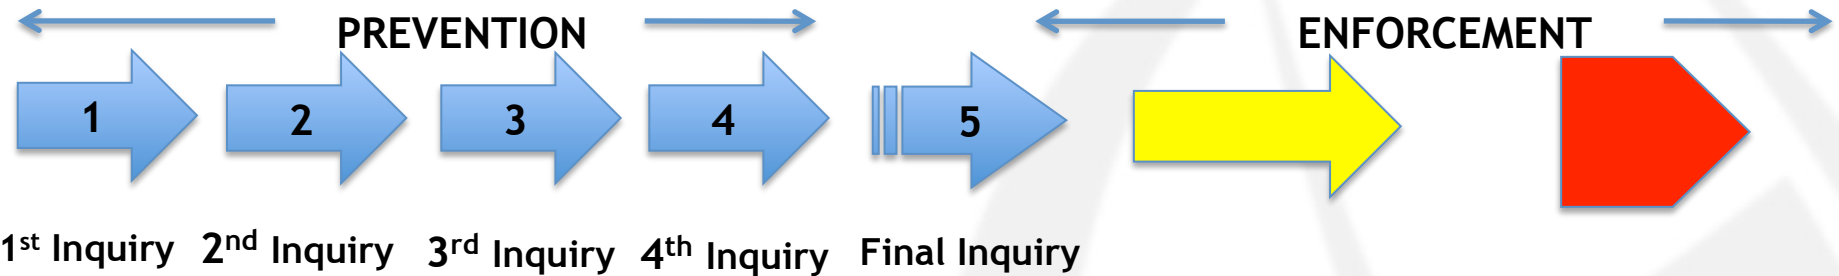 PREVENTION ENFORCEMENT
1 2 3 4 5
1st Inquiry 2nd Inquiry 3rd Inquiry 4th Inquiry Final Inquiry